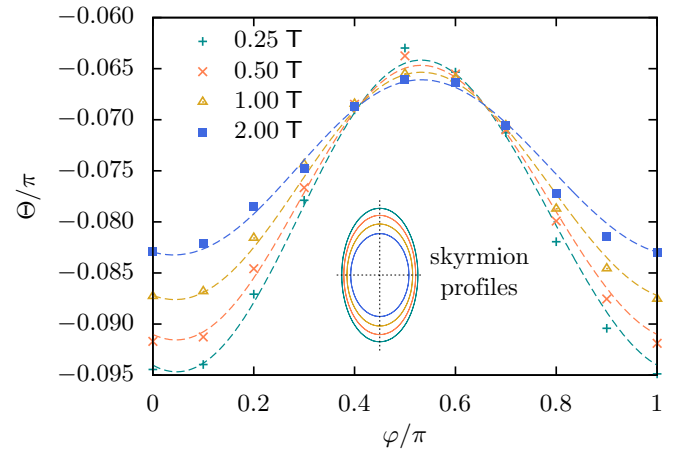 −0.060
−0.065
−0.070
−0.075
−0.080
−0.085
−0.090
−0.095
Θ/π
0.25 T
0.50 T
1.00 T
2.00 T
skyrmion
profiles
0 0.2 0.4 0.6 0.8 1
φ/π